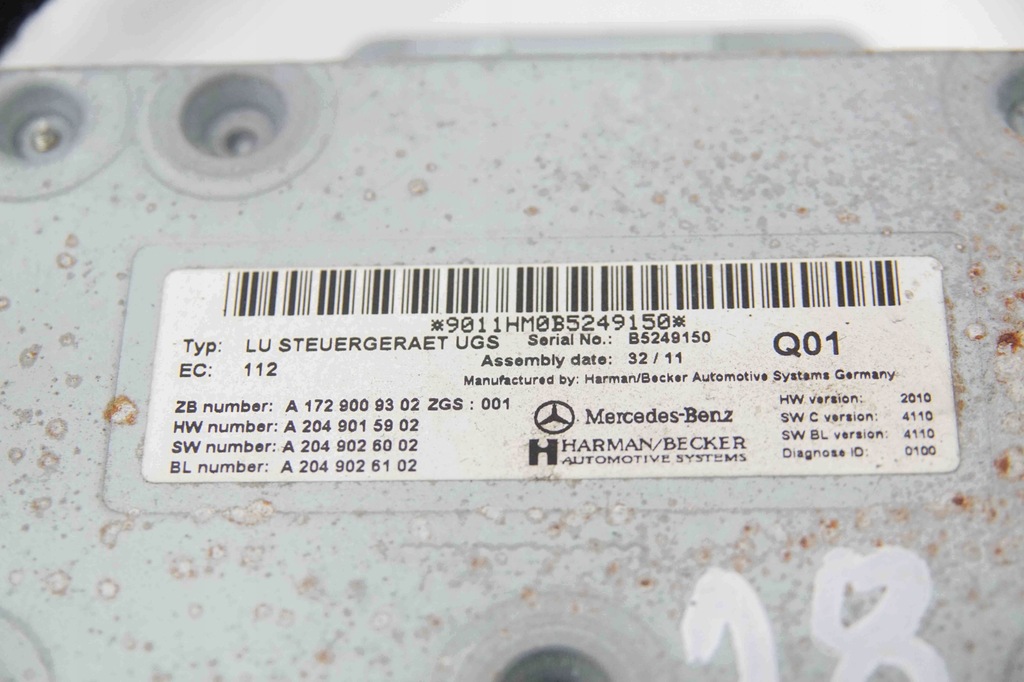 *9011HM0B5249150*
Typ: LU STEUERGERAET UGS Serial No.: B5249150
EC: 112 Assembly date: 32 / 11 Q01
Manufactured by: Harman/Becker Automotive Systems Germany
ZB number: A 172 900 93 02 ZGS : 001
HW number: A 204 901 59 02
SW number: A 204 902 60 02
BL number: A 204 902 61 02
Mercedes-Benz
HARMAN/BECKER
AUTOMOTIVE SYSTEMS
HW version: 2010
SW C version: 4110
SW BL version: 4110
Diagnose ID: 0100
18